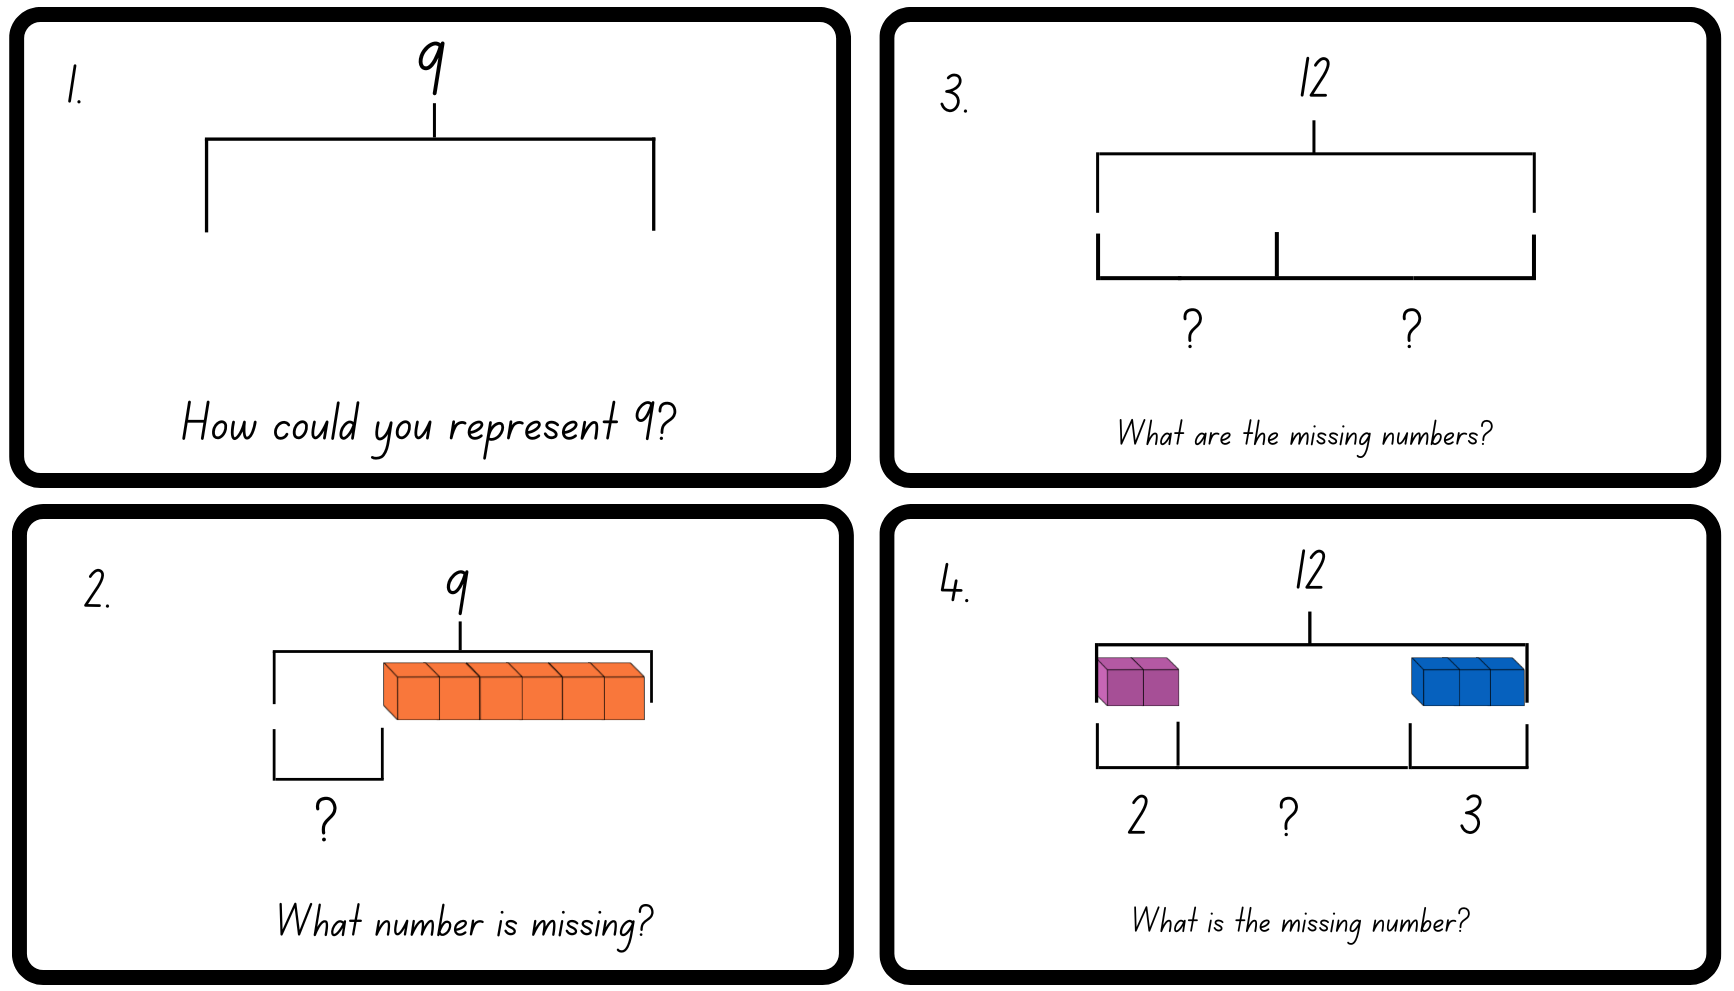 1.
9
How could you represent 9?
2.
9
?
What number is missing?
3.
12
? ?
What are the missing numbers?
4.
12
2 ? 3
What is the missing number?